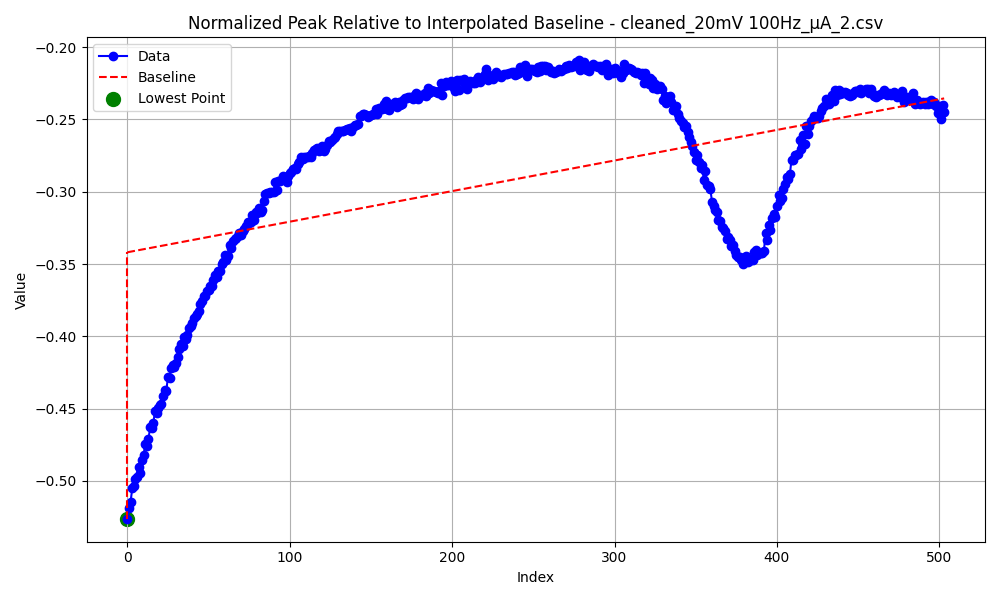 Normalized Peak Relative to Interpolated Baseline - cleaned_20mV 100Hz_μA_2.csv
Data
Baseline
Lowest Point
Value
−0.20
−0.25
−0.30
−0.35
−0.40
−0.45
−0.50
0 100 200 300 400 500
Index